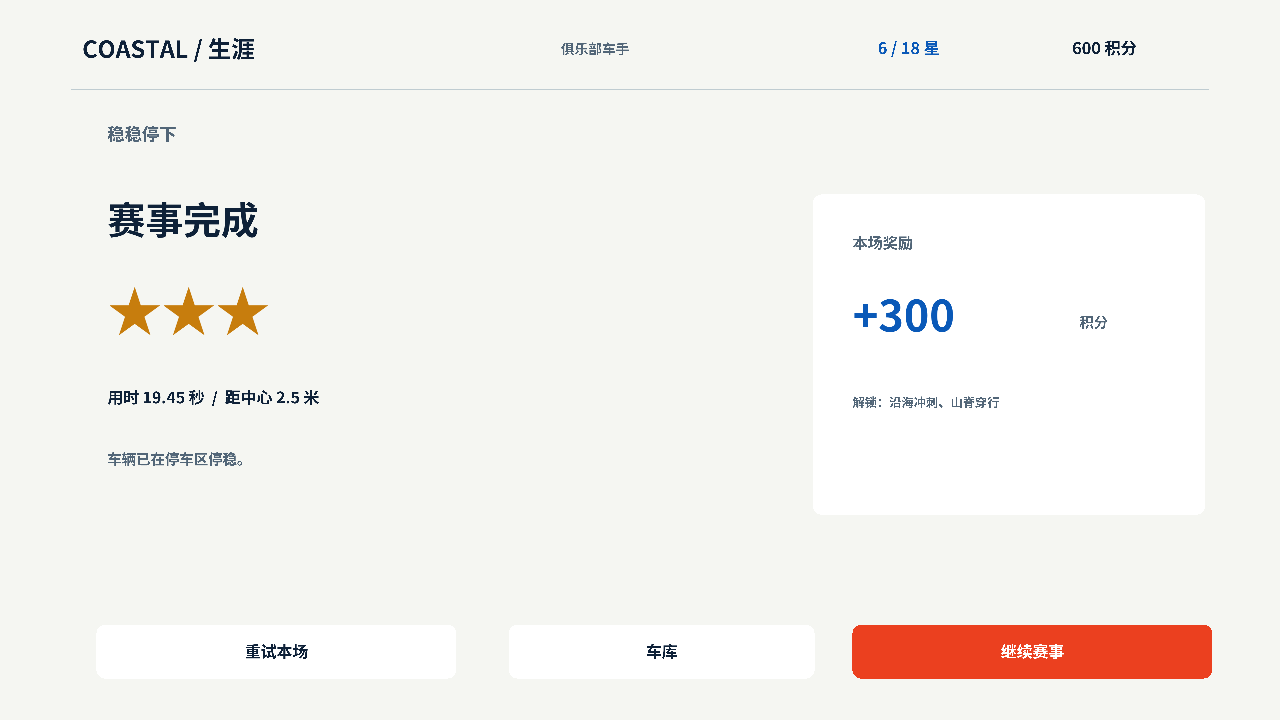 COASTAL / 生涯
俱乐部车手
6 / 18 星
600 积分
稳稳停下
赛事完成
★★★
用时 19.45 秒 / 距中心 2.5 米
车辆已在停车区停稳。
本场奖励
+300 积分
解锁：沿海冲刺、山脊穿行
重试本场
车库
继续赛事